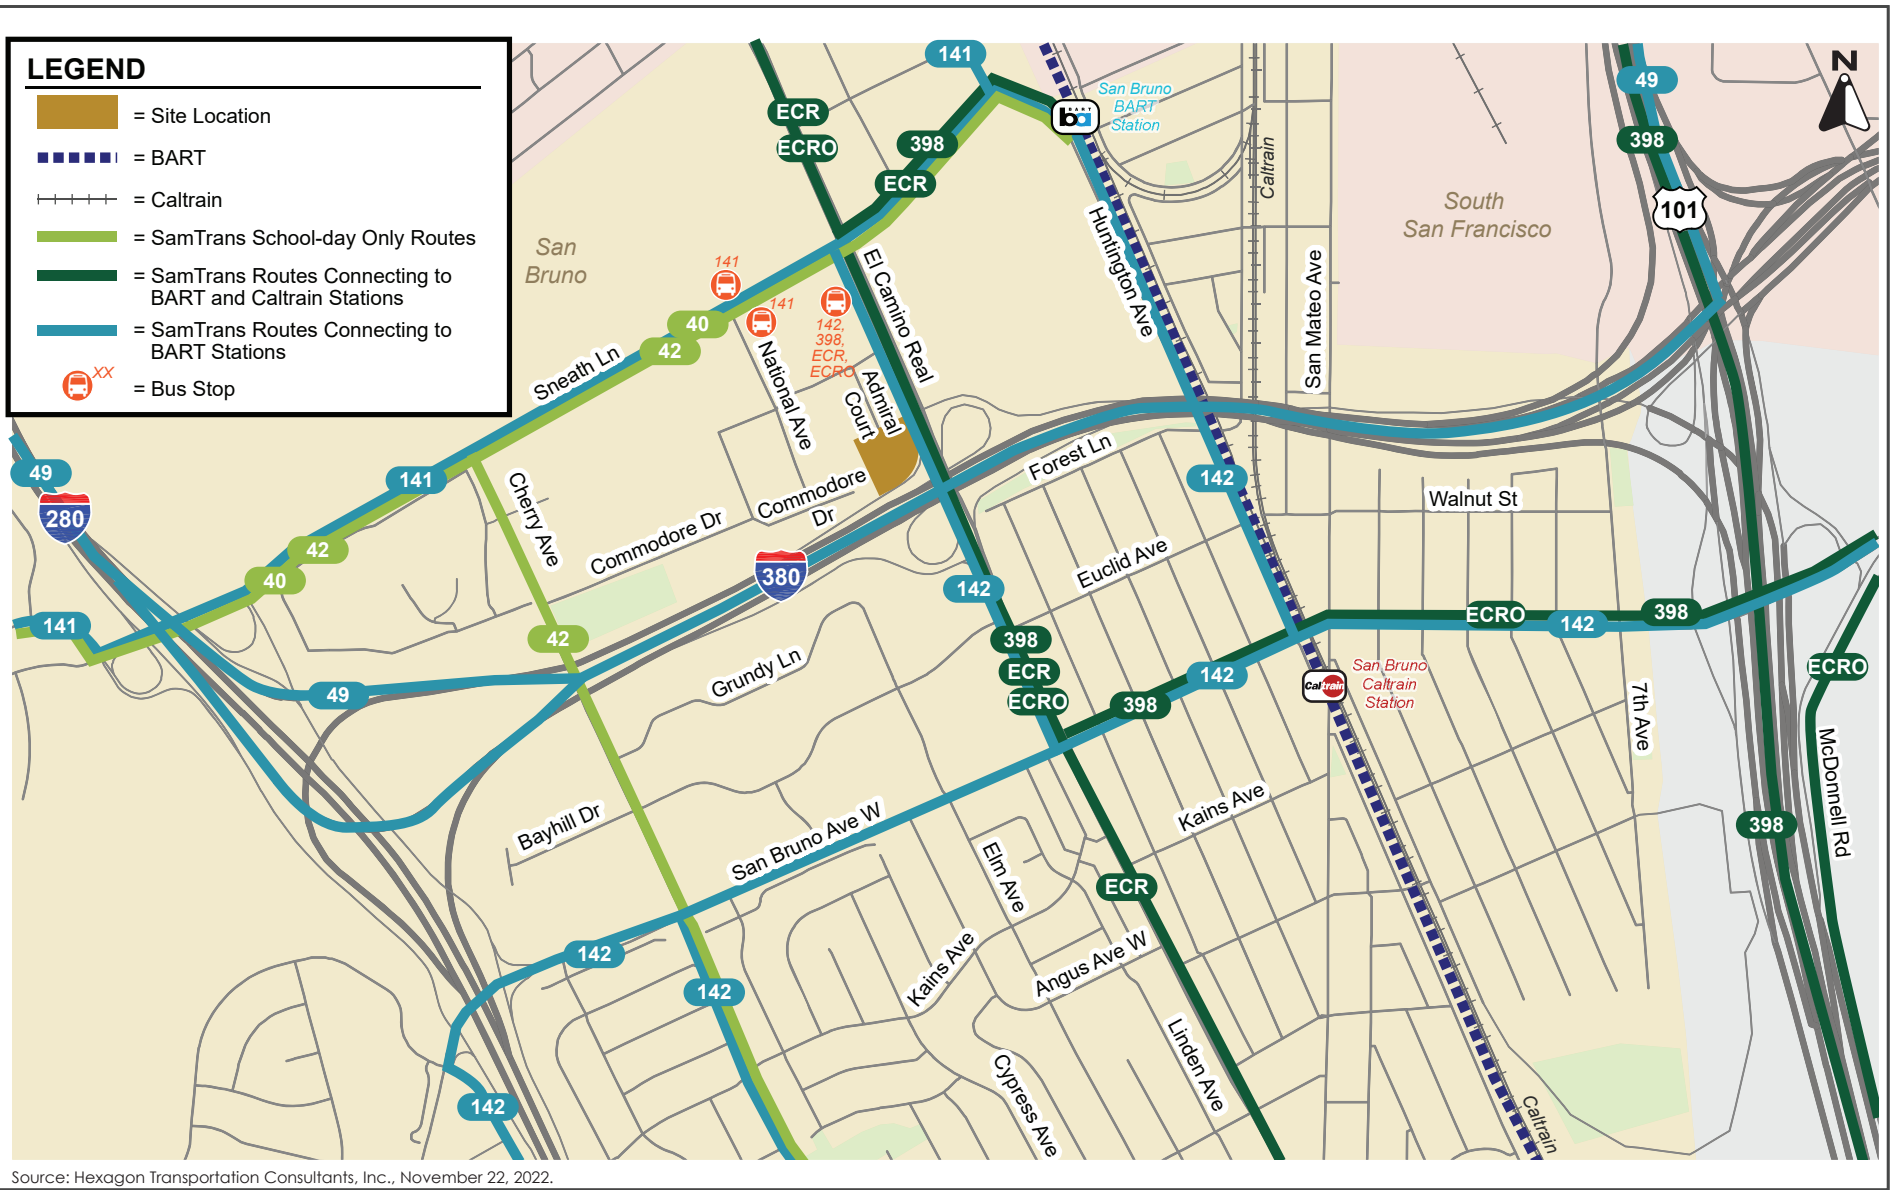 LEGEND
= Site Location
= BART
= Caltrain
= SamTrans School-day Only Routes
= SamTrans Routes Connecting to
BART and Caltrain Stations
= SamTrans Routes Connecting to
BART Stations
XX
= Bus Stop
N
141
ECR
ECRO
398
ECR
BART
ba
San Bruno
BART
Station
Caltrain
49
398
101
South
San Francisco
San
Bruno
Huntington Ave
San Mateo Ave
El Camino Real
141
141
142,
398,
ECR,
ECRO
40
42
Sneath Ln
National Ave
Admiral
Court
49
280
141
Cherry Ave
Commodore
Dr
Commodore Dr
380
Forest Ln
142
Walnut St
Euclid Ave
42
40
141
142
42
398
ECR
ECRO
Grundy Ln
49
398
142
ECRO
142
398
ECRO
San Bruno
Caltrain
Station
Caltrain
7th Ave
McDonnell Rd
Bayhill Dr
San Bruno Ave W
Kains Ave
398
Elm Ave
ECR
142
142
Kains Ave
Angus Ave W
Linden Ave
Cypress Ave
142
Caltrain
Source: Hexagon Transportation Consultants, Inc., November 22, 2022.